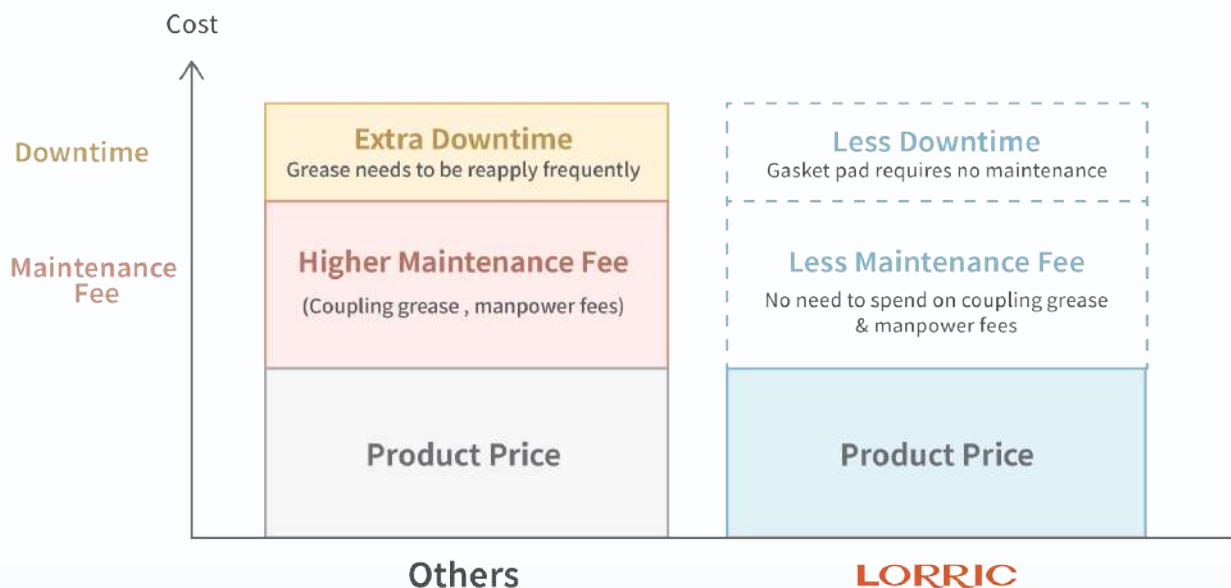 Cost
Downtime
Extra Downtime
Grease needs to be reapply frequently
Less Downtime
Gasket pad requires no maintenance
Maintenance
Fee
Higher Maintenance Fee
(Coupling grease , manpower fees)
Less Maintenance Fee
No need to spend on coupling grease
& manpower fees
Product Price
Product Price
Others
LORRIC